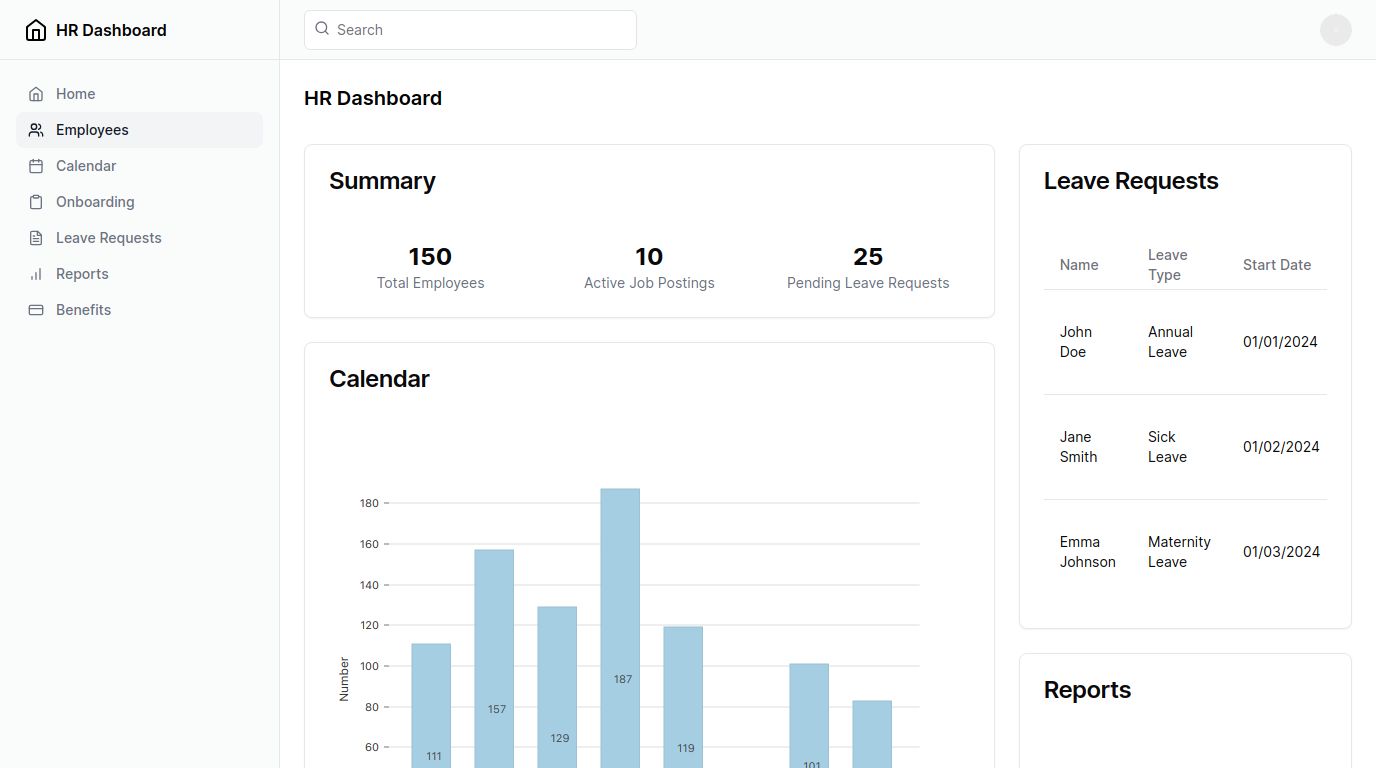 HR Dashboard
Search
Home
Employees
Calendar
Onboarding
Leave Requests
Reports
Benefits
HR Dashboard
Summary
150
Total Employees
10
Active Job Postings
25
Pending Leave Requests
Calendar
180
160
140
120
100
80
60
Number
111
157
129
187
119
101
Leave Requests
Name
Leave
Type
Start Date
John
Doe
Annual
Leave
01/01/2024
Jane
Smith
Sick
Leave
01/02/2024
Emma
Johnson
Maternity
Leave
01/03/2024
Reports